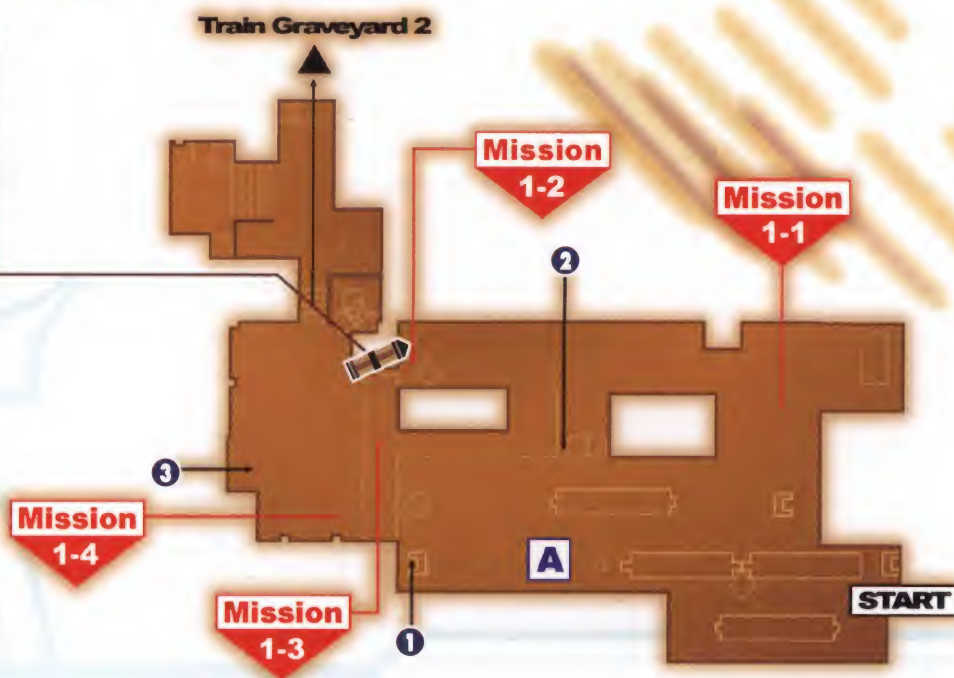 Train Graveyard 2
Mission
1-2
Mission
1-1
2
3
Mission
1-4
A
START
Mission
1-3
1